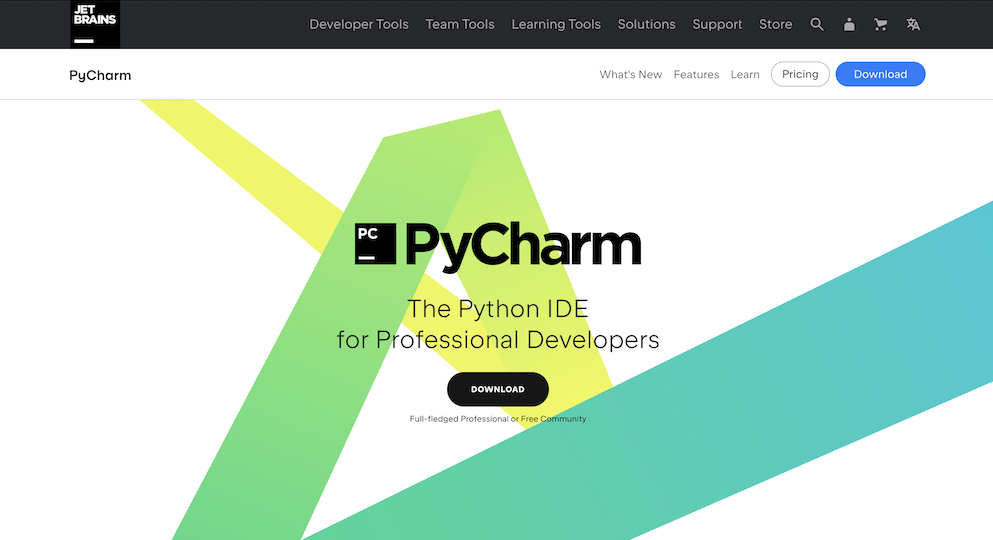 JET
BRAINS
Developer Tools Team Tools Learning Tools Solutions Support Store
PyCharm
What's New Features Learn Pricing Download
PC
PyCharm
The Python IDE
for Professional Developers
DOWNLOAD
Full-fledged Professional or Free Community